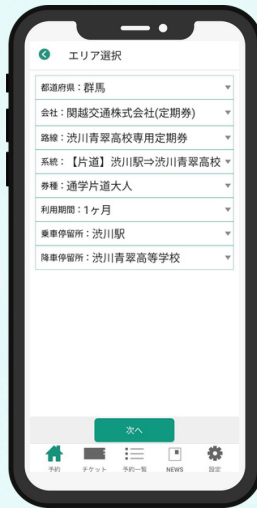 エリア選択
都道府県：群馬
会社：関越交通株式会社(定期券)
路線：渋川青翠高校専用定期券
系統：【片道】渋川駅⇒渋川青翠高校
券種：通学片道大人
利用期間：1ヶ月
乗車停留所：渋川駅
降車停留所：渋川青翠高等学校
次へ
予約 チケット 予約一覧 NEWS 設定